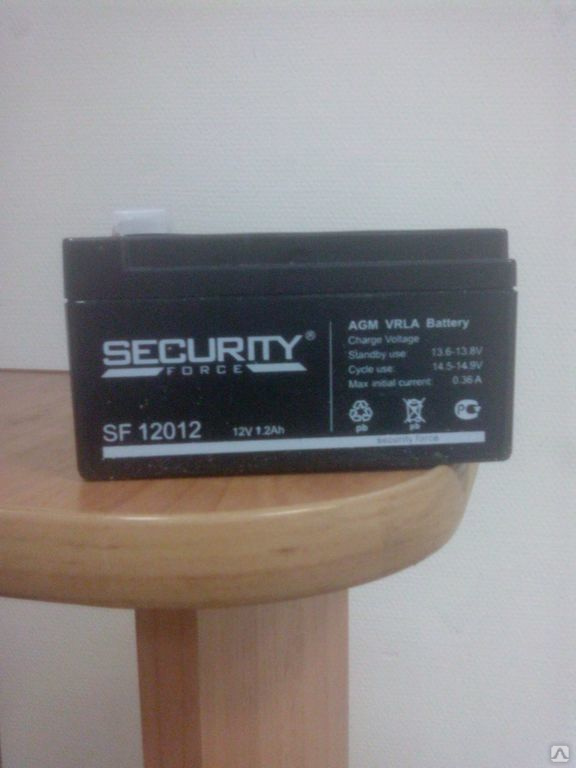 SECURITY®
FORCE
SF 12012
12V 1.2Ah
AGM VRLA Battery
Charge Voltage
Standby use: 13.6-13.8V
Cycle use: 14.5-14.9V
Max initial current: 0.36 A
pb
pb
security force